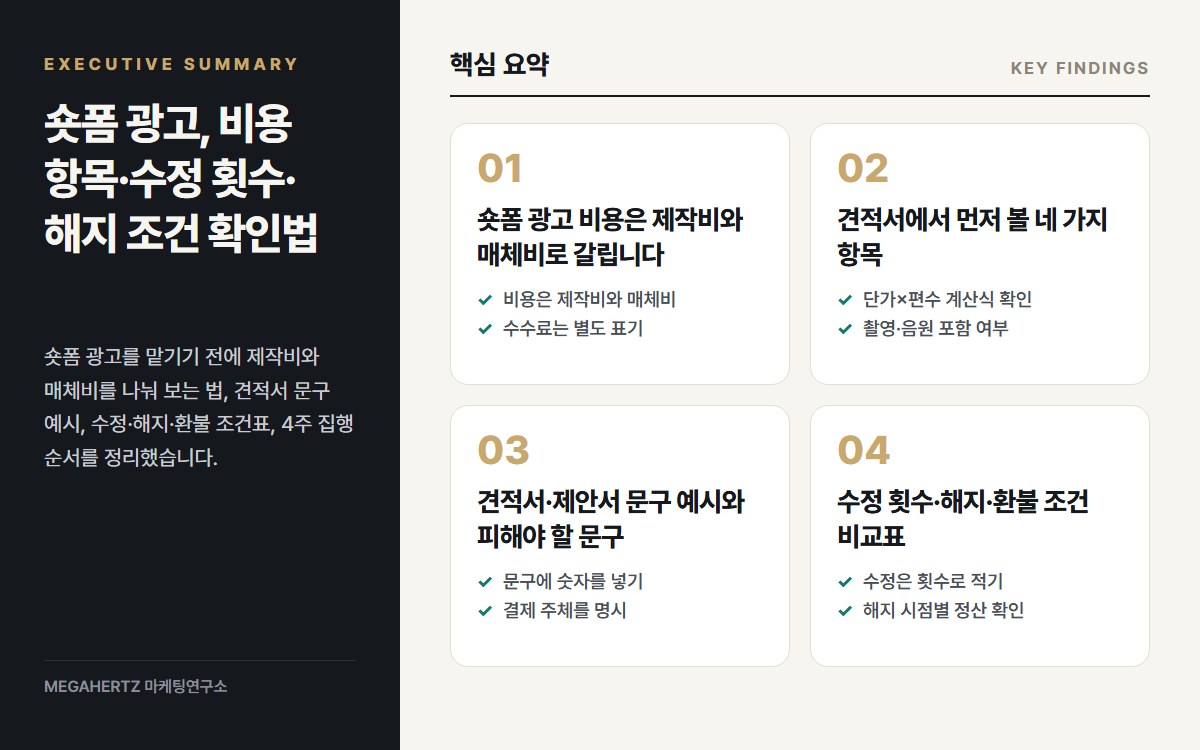 EXECUTIVE SUMMARY
숏폼 광고, 비용
항목·수정 횟수·
해지 조건 확인법
숏폼 광고를 맡기기 전에 제작비와
매체비를 나눠 보는 법, 견적서 문구
예시, 수정·해지·환불 조건표, 4주 집행
순서를 정리했습니다.
MEGAHERTZ 마케팅연구소
핵심 요약
KEY FINDINGS
01
숏폼 광고 비용은 제작비와
매체비로 갈립니다
✓ 비용은 제작비와 매체비
✓ 수수료는 별도 표기
02
견적서에서 먼저 볼 네 가지
항목
✓ 단가×편수 계산식 확인
✓ 촬영·음원 포함 여부
03
견적서·제안서 문구 예시와
피해야 할 문구
✓ 문구에 숫자를 넣기
✓ 결제 주체를 명시
04
수정 횟수·해지·환불 조건
비교표
✓ 수정은 횟수로 적기
✓ 해지 시점별 정산 확인